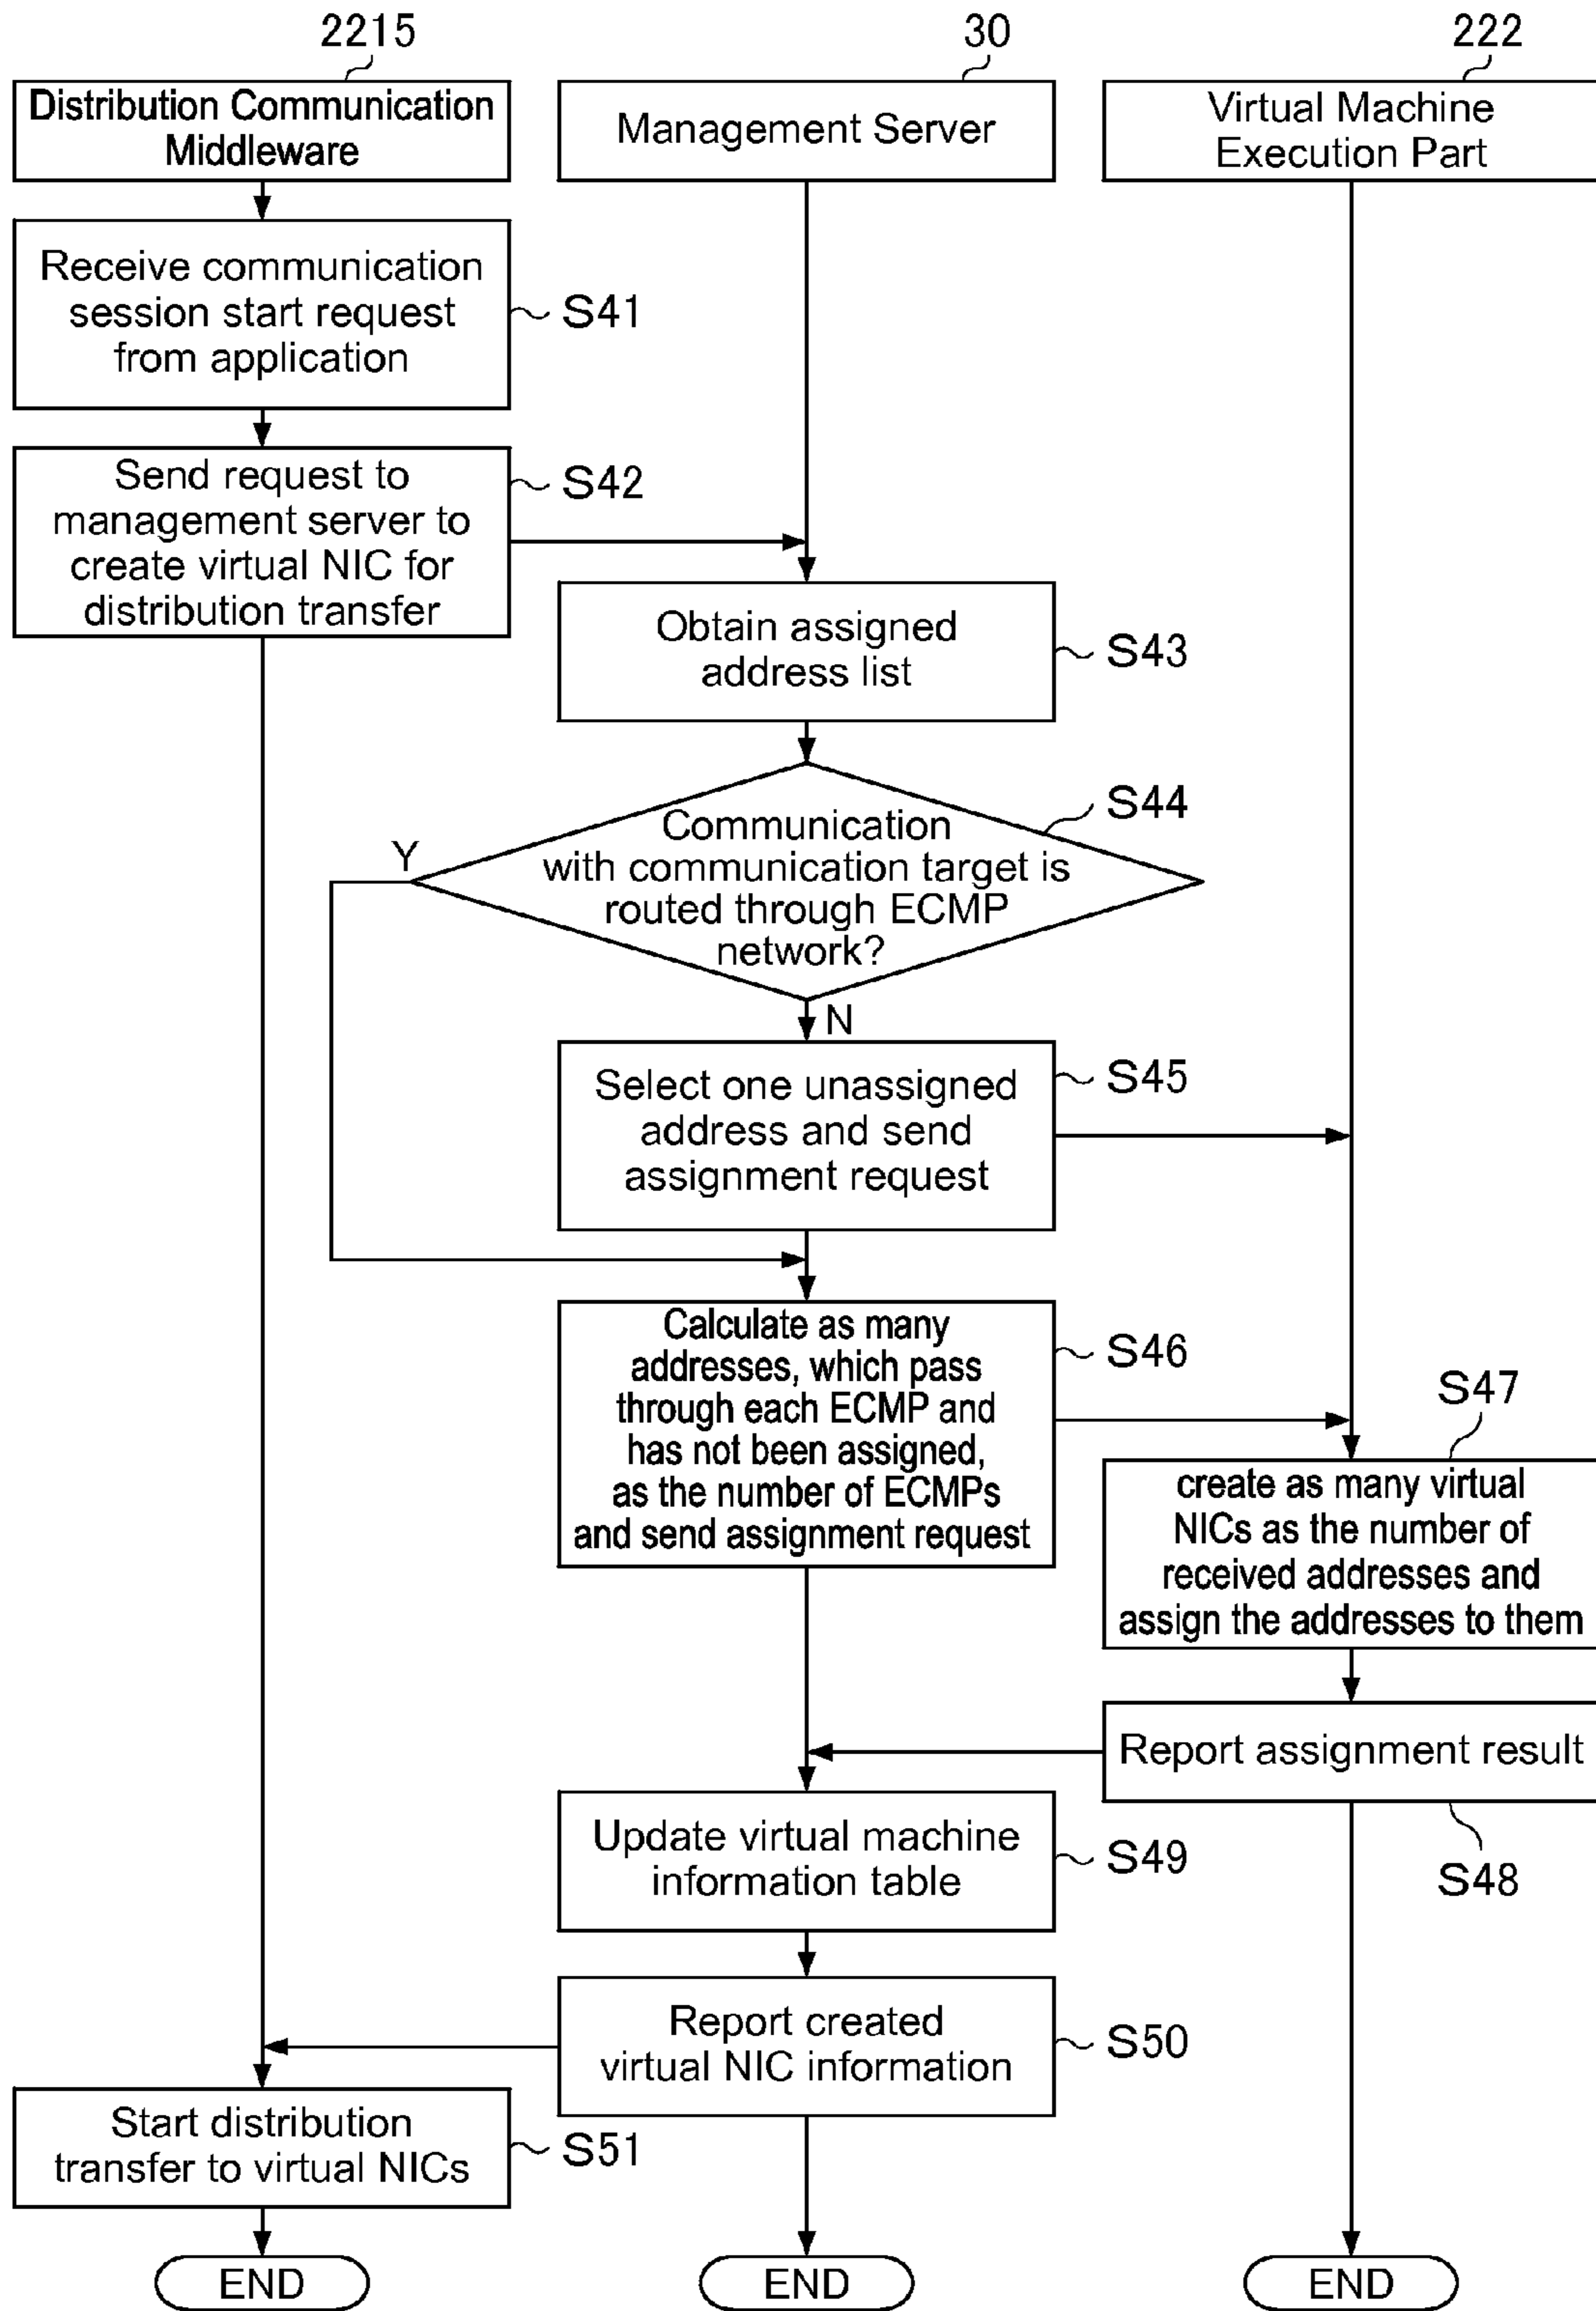 2215
30
222
Distribution Communication
Middleware
Management Server
Virtual Machine
Execution Part
Receive communication
session start request
from application
S41
Send request to
management server to
create virtual NIC for
distribution transfer
S42
Obtain assigned
address list
S43
Communication
with communication target is
routed through ECMP
network?
S44
Y
N
Select one unassigned
address and send
assignment request
S45
Calculate as many
addresses, which pass
through each ECMP and
has not been assigned,
as the number of ECMPs
and send assignment request
S46
S47
create as many virtual
NICs as the number of
received addresses and
assign the addresses to them
Report assignment result
S48
Update virtual machine
information table
S49
Report created
virtual NIC information
S50
Start distribution
transfer to virtual NICs
S51
END
END
END